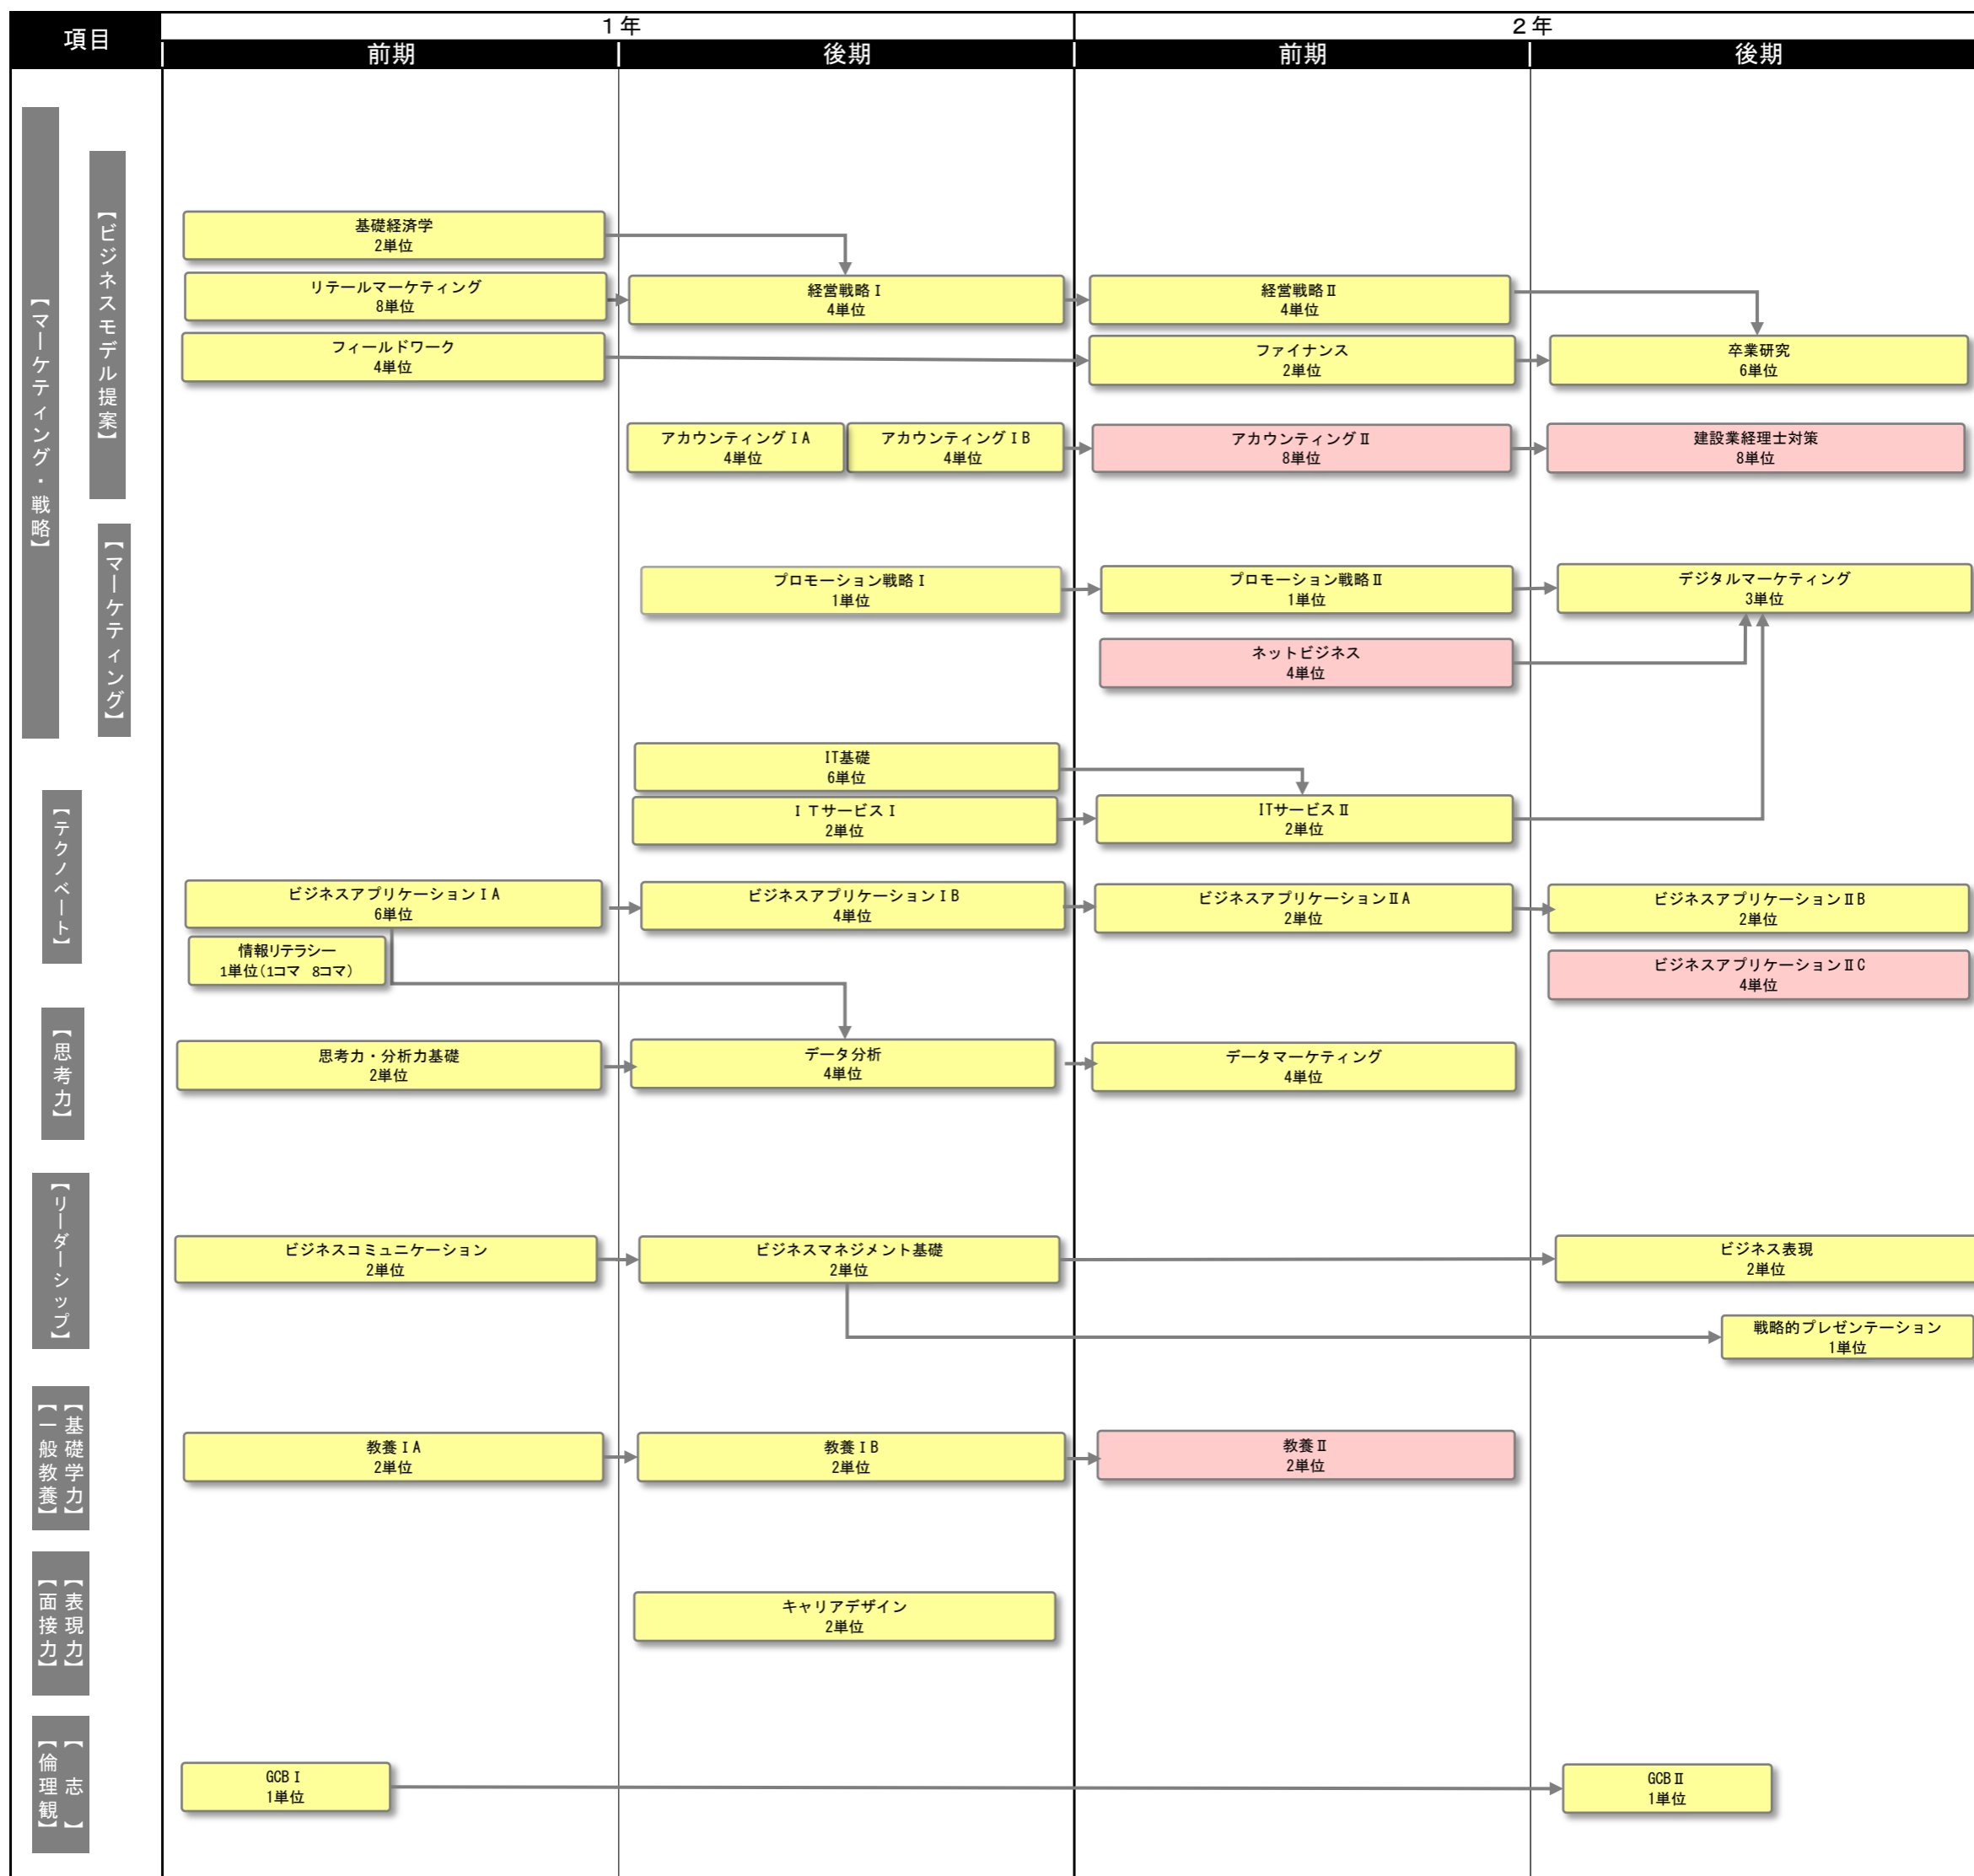 項目
1年
2年
前期
後期
前期
後期
【マーケティング・戦略】
【ビジネスモデル提案】
基礎経済学
2単位
リテールマーケティング
8単位
経営戦略Ⅰ
4単位
経営戦略Ⅱ
4単位
フィールドワーク
4単位
ファイナンス
2単位
卒業研究
6単位
アカウンティングⅠA
4単位
アカウンティングⅠB
4単位
アカウンティングⅡ
8単位
建設業経理士対策
8単位
【マーケティング】
プロモーション戦略Ⅰ
1単位
プロモーション戦略Ⅱ
1単位
デジタルマーケティング
3単位
ネットビジネス
4単位
【テクノベート】
IT基礎
6単位
ＩＴサービスⅠ
2単位
ITサービスⅡ
2単位
ビジネスアプリケーションⅠA
6単位
ビジネスアプリケーションⅠB
4単位
ビジネスアプリケーションⅡA
2単位
ビジネスアプリケーションⅡB
2単位
情報リテラシー
1単位(1コマ 8コマ)
ビジネスアプリケーションⅡC
4単位
【思考力】
思考力・分析力基礎
2単位
データ分析
4単位
データマーケティング
4単位
【リーダーシップ】
ビジネスコミュニケーション
2単位
ビジネスマネジメント基礎
2単位
ビジネス表現
2単位
戦略的プレゼンテーション
1単位
【基礎学力】
【一般教養】
教養ⅠA
2単位
教養ⅠB
2単位
教養Ⅱ
2単位
【表現力】
【面接力】
キャリアデザイン
2単位
【志】
【倫理観】
GCBⅠ
1単位
GCBⅡ
1単位